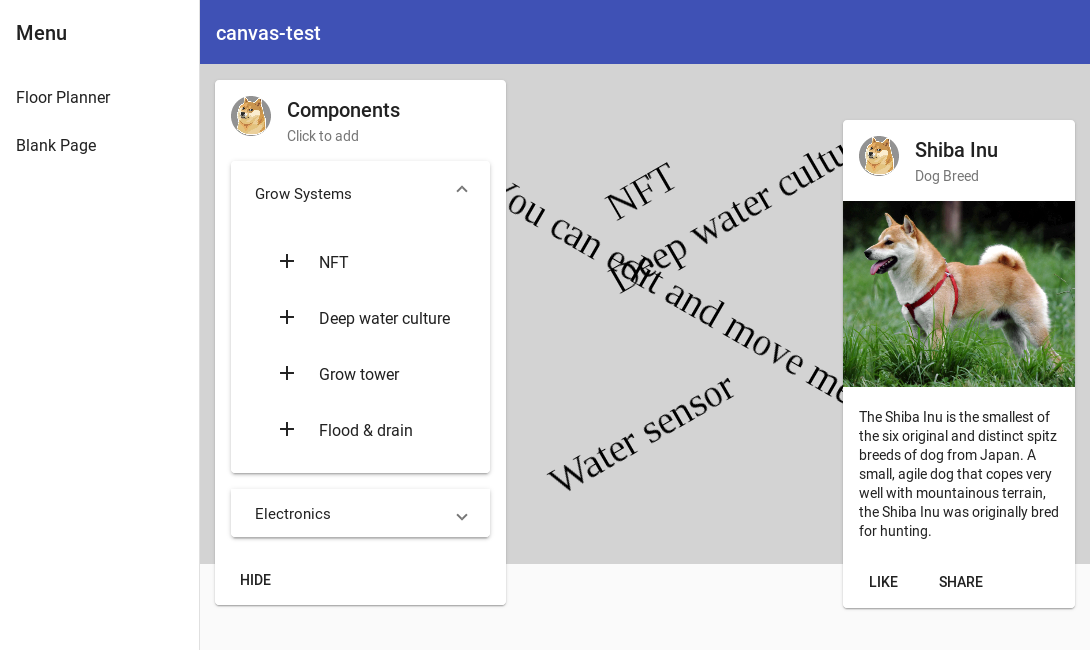 Menu
Floor Planner
Blank Page
canvas-test
Components
Click to add
Grow Systems
NFT
Deep water culture
Grow tower
Flood & drain
Electronics
HIDE
You can edit and move me
NFT
Deep water cultu
Water sensor
Shiba Inu
Dog Breed
The Shiba Inu is the smallest of
the six original and distinct spitz
breeds of dog from Japan. A
small, agile dog that copes very
well with mountainous terrain,
the Shiba Inu was originally bred
for hunting.
LIKE
SHARE